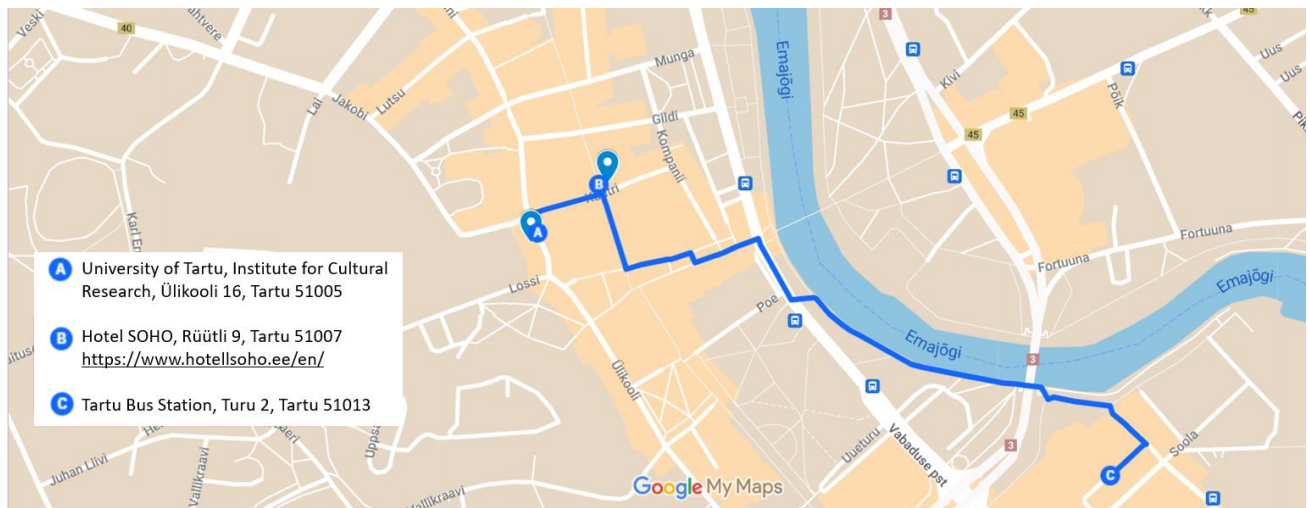 Veski
40
Lai
Jakobi
Lutsu
Munga
Gildi
Kompanii
Emajõgi
3
Kivi
45
45
45
Põik
Uus
Uus
B
A
Lossi
Poe
Ülikooli
Emajõgi
Fortuuna
Fortuuna
Emajõgi
3
3
Uueturu
Vabaduse pst
Soola
C
A University of Tartu, Institute for Cultural
Research, Ülikooli 16, Tartu 51005
B Hotel SOHO, Rüütli 9, Tartu 51007
https://www.hotellsoho.ee/en/
C Tartu Bus Station, Turu 2, Tartu 51013
Juhan Liivi
Vallikraavi
Vallikraavi
Google My Maps